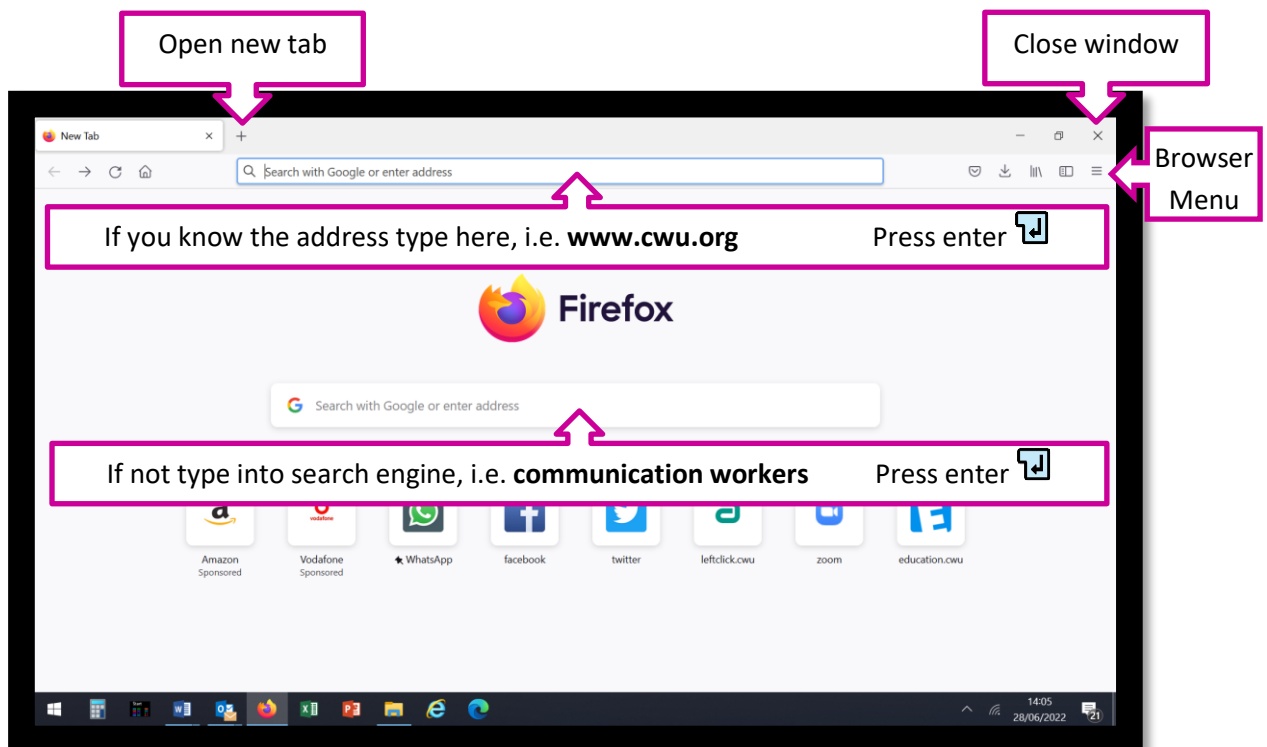 Open new tab
Close window
New Tab
Search with Google or enter address
Browser
Menu
If you know the address type here, i.e. www.cwu.org Press enter
Firefox
Search with Google or enter address
If not type into search engine, i.e. communication workers Press enter
vodafone
Amazon Vodafone WhatsApp facebook twitter leftclick.cwu zoom education.cwu
Sponsored Sponsored
14:05
28/06/2022
21